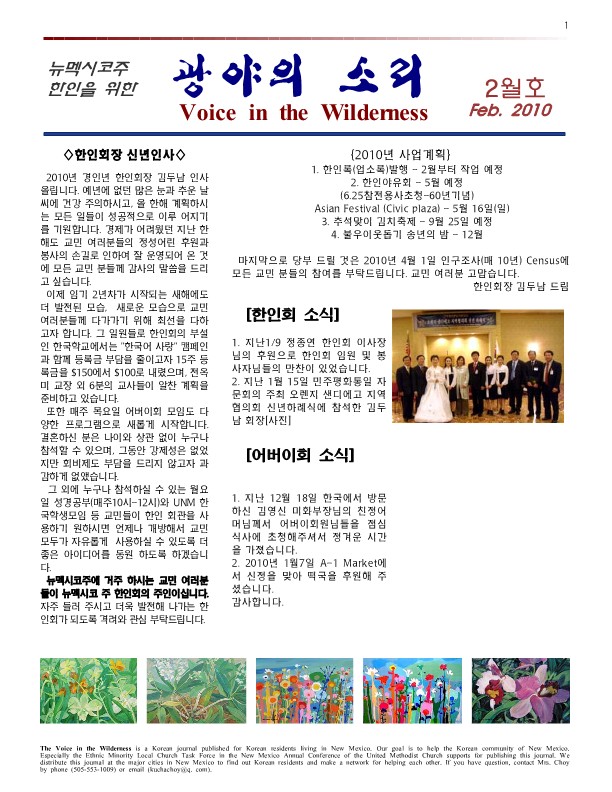 1
뉴멕시코주
한인을 위한
광야의 소리
Voice in the Wilderness
2월호
Feb. 2010
◇한인회장 신년인사◇
2010년 경인년 한인회장 김두남 인사
올립니다. 예년에 없던 많은 눈과 추운 날
씨에 건강 주의하시고, 올 한해 계획하시
는 모든 일들이 성공적으로 이루 어지기
를 기원합니다. 경제가 어려웠던 지난 한
해도 교민 여러분들의 정성어린 후원과
봉사의 손길로 인하여 잘 운영되어 온 것
에 모든 교민 분들께 감사의 말씀을 드리
고 싶습니다.
이제 임기 2년차가 시작되는 새해에도
더 발전된 모습, 새로운 모습으로 교민
여러분들께 다가가기 위해 최선을 다하
고자 합니다. 그 일원들로 한인회의 부설
인 한국학교에서는 "한국어 사랑" 캠페인
과 함께 등록금 부담을 줄이고자 15주 등
록금을 $150에서 $100로 내렸으며, 전옥
미 교장 외 6분의 교사들이 알찬 계획을
준비하고 있습니다.
또한 매주 목요일 어버이회 모임도 다
양한 프로그램으로 새롭게 시작합니다.
결혼하신 분은 나이와 상관 없이 누구나
참석할 수 있으며, 그동안 강제성은 없었
지만 회비제도 부담을 드리지 않고자 과
감하게 없앴습니다.
그 외에 누구나 참석하실 수 있는 월요
일 성경공부(매주10시-12시)와 UNM 한
국학생모임 등 교민들이 한인 회관을 사
용하기 원하시면 언제나 개방해서 교민
모두가 자유롭게 사용하실 수 있도록 더
좋은 아이디어를 동원 하도록 하겠습니
다.
뉴멕시코주에 거주 하시는 교민 여러분
들이 뉴멕시코 주 한인회의 주인이십니다.
자주 들러 주시고 더욱 발전해 나가는 한
인회가 되도록 격려와 관심 부탁드립니다.
{2010년 사업계획}
1. 한인록(업소록)발행 - 2월부터 작업 예정
2. 한인야유회 - 5월 예정
(6.25참전용사초청-60년기념)
Asian Festival (Civic plaza) - 5월 16일(일)
3. 추석맞이 김치축제 - 9월 25일 예정
4. 불우이웃돕기 송년의 밤 - 12월
마지막으로 당부 드릴 것은 2010년 4월 1일 인구조사(매 10년) Census에
모든 교민 분들의 참여를 부탁드립니다. 교민 여러분 고맙습니다.
한인회장 김두남 드림
[한인회 소식]
1. 지난1/9 정종연 한인회 이사장
님의 후원으로 한인회 임원 및 봉
사자님들의 만찬이 있었습니다.
2. 지난 1월 15일 민주평화통일 자
문회의 주최 오렌지 샌디에고 지역
협의회 신년하례식에 참석한 김두
남 회장[사진]
[어버이회 소식]
1. 지난 12월 18일 한국에서 방문
하신 김영신 미화부장님의 친정어
머님께서 어버이회원님들을 점심
식사에 초청해주셔서 정겨운 시간
을 가졌습니다.
2. 2010년 1월7일 A-1 Market에
서 신정을 맞아 떡국을 후원해 주
셨습니다.
감사합니다.
The Voice in the Wilderness is a Korean journal published for Korean residents living in New Mexico. Our goal is to help the Korean community of New Mexico.
Especially the Ethnic Minority Local Church Task Force in the New Mexico Annual Conference of the United Methodist Church supports for publishing this journal. We
distribute this journal at the major cities in New Mexico to find out Korean residents and make a network for helping each other. If you have question, contact Mrs. Choy
by phone (505-553-1009) or email (kuchachoy@q. com).